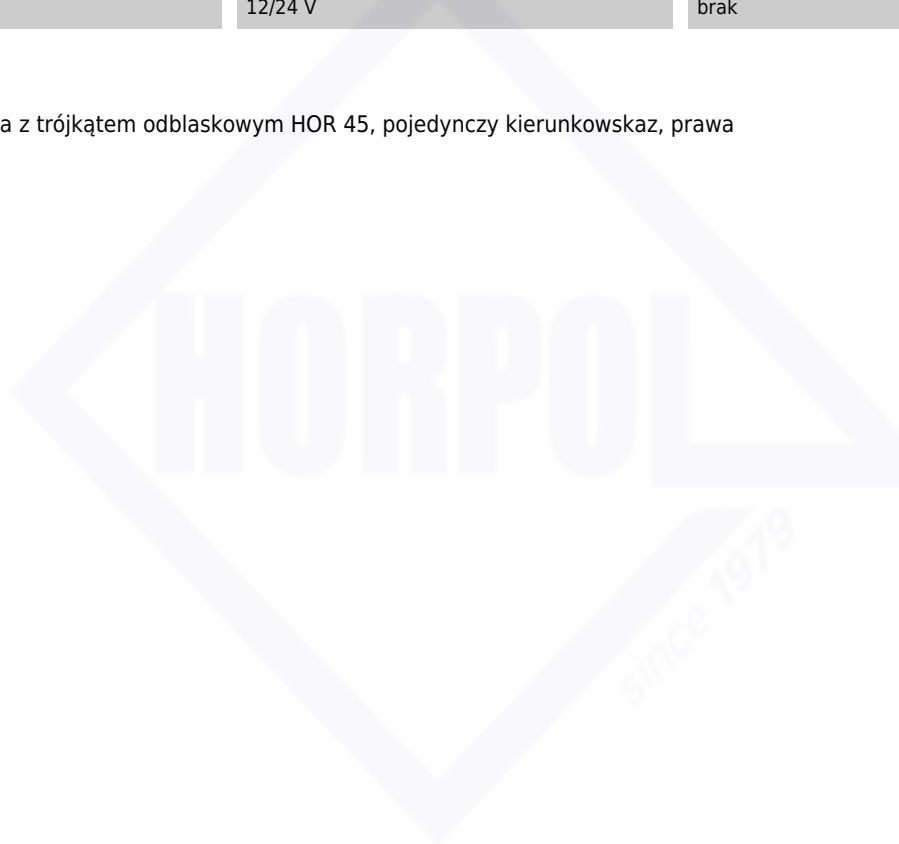 12/24 V brak
a z trójkątem odblaskowym HOR 45, pojedynczy kierunkowskaz, prawa
HORPOL
since 1979